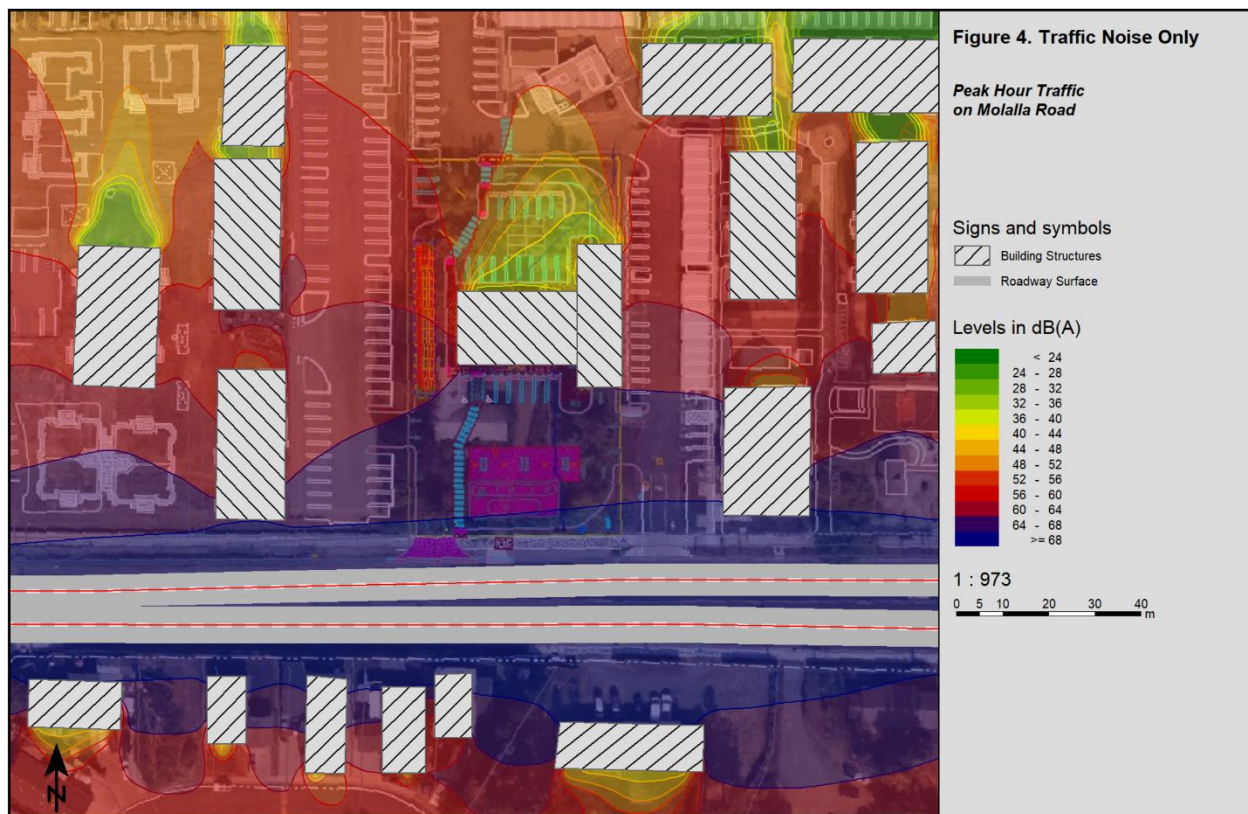 Figure 4. Traffic Noise Only
Peak Hour Traffic
on Molalla Road
Signs and symbols
Building Structures
Roadway Surface
Levels in dB(A)
< 24
24 - 28
28 - 32
32 - 36
36 - 40
40 - 44
44 - 48
48 - 52
52 - 56
56 - 60
60 - 64
64 - 68
>= 68
1 : 973
0 5 10 20 30 40
m
N